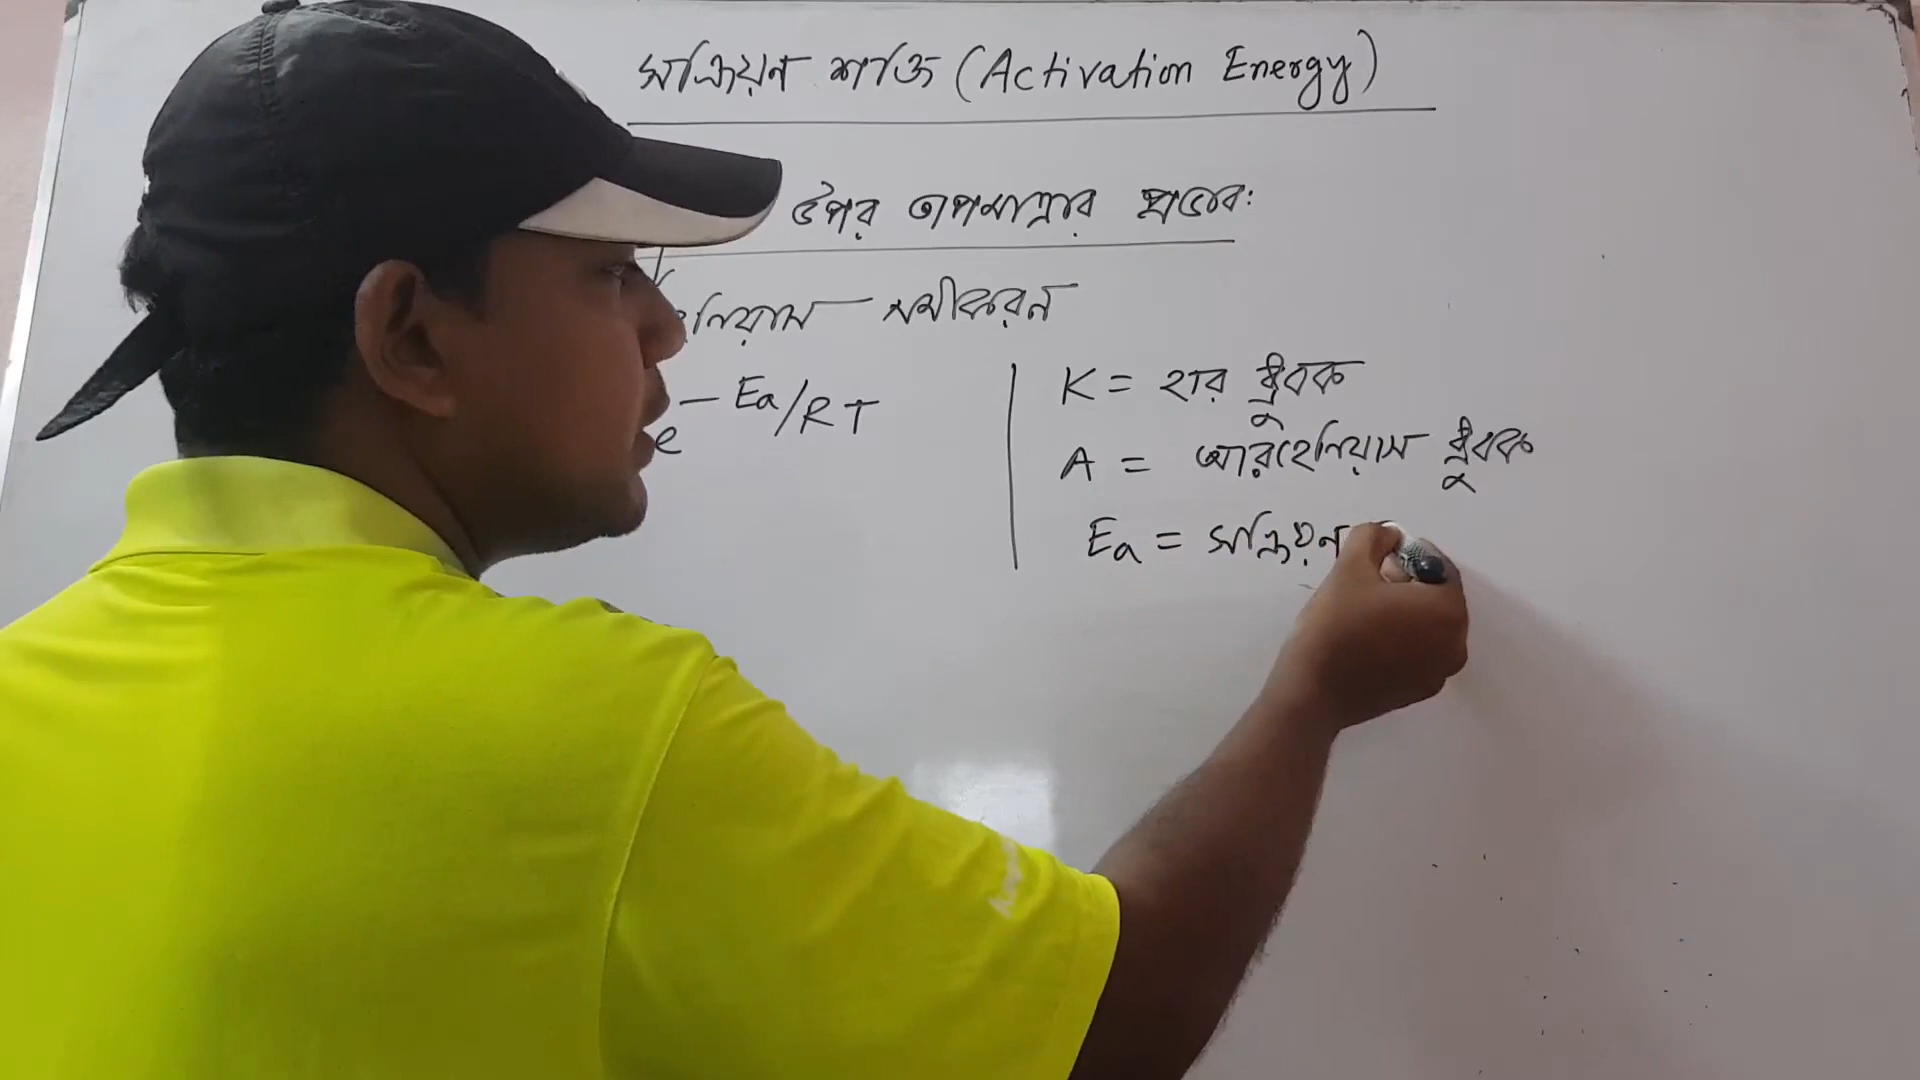 সক্রিয়ন শক্তি (Activation Energy)
উপর তাপমাত্রার প্রভাব:
নিয়াস সমীকরন
e^-Ea/RT
K = হার ধ্রুবক
A = আরহেনিয়াস ধ্রুবক
Ea = সক্রিয়ন